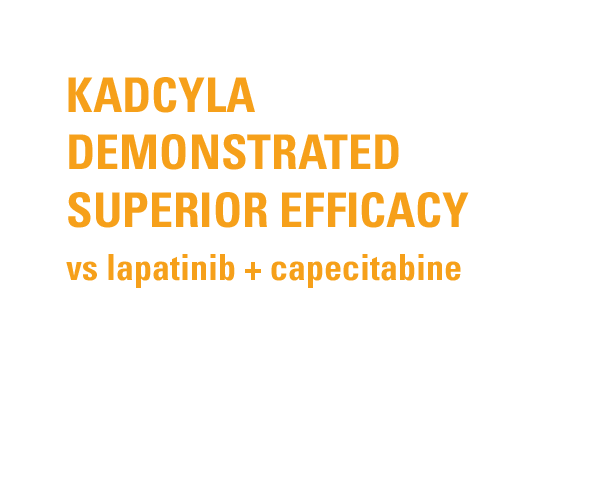 KADCYLA
DEMONSTRATED
SUPERIOR EFFICACY
vs lapatinib + capecitabine